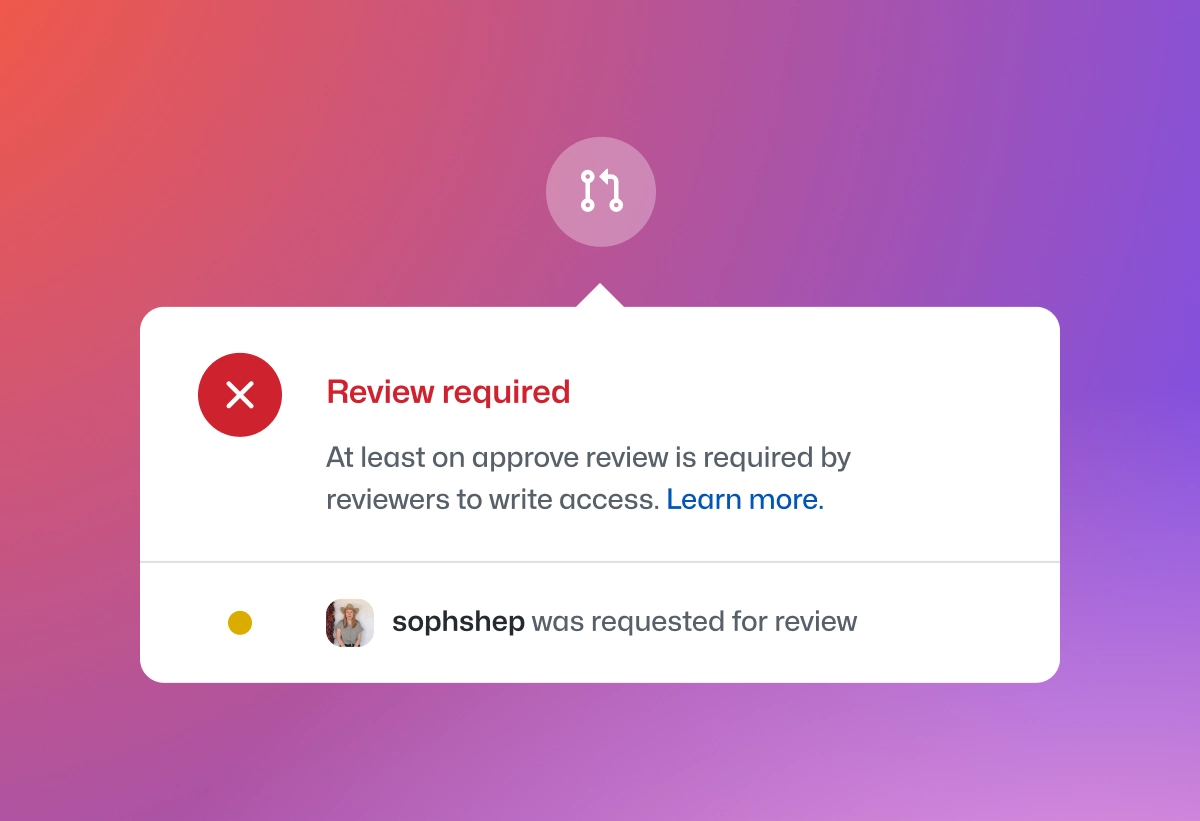 Review required
At least on approve review is required by
reviewers to write access. Learn more.
sophshep was requested for review